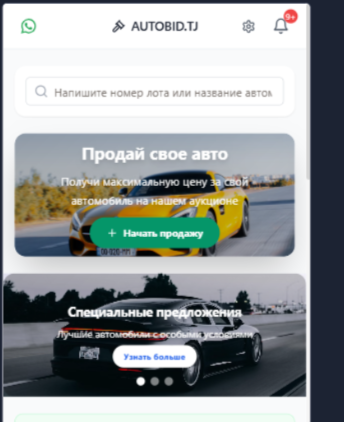 9+
AUTOBID.TJ
Напишите номер лота или название автом
Продай свое авто
Получи максимальную цену за свой
автомобиль на нашем аукционе
+ Начать продажу
Специальные предложения
Лучшие автомобили с особыми условиями
Узнать больше